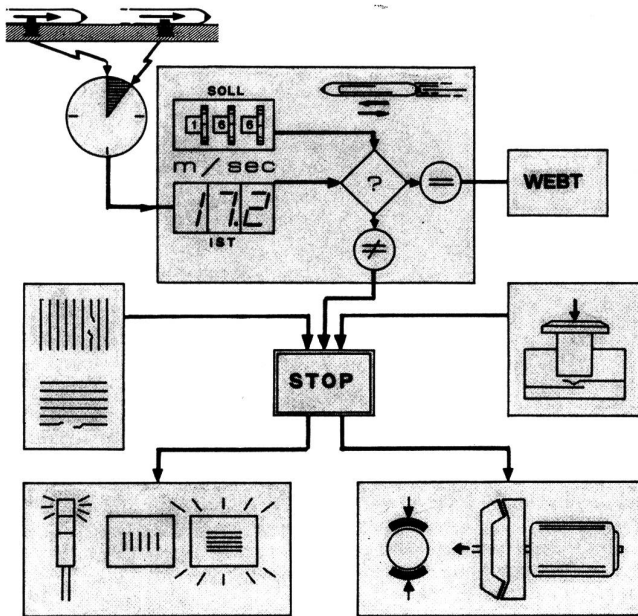 SOLL
1 6 6
m/sec
17.2
IST
?
=
WEBT
≠
STOP